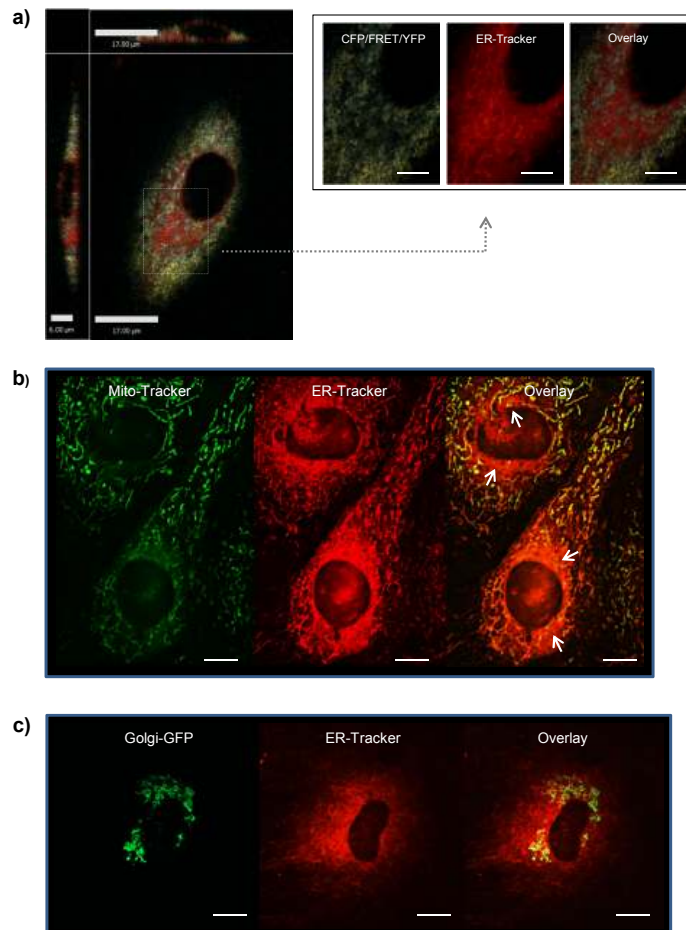 a)
17.00 µm
6.00 µm
17.00 µm
CFP/FRET/YFP ER-Tracker Overlay
b)
Mito-Tracker ER-Tracker Overlay
c)
Golgi-GFP ER-Tracker Overlay